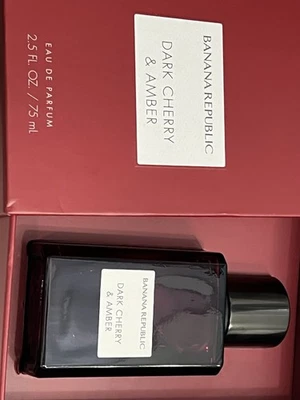 BANANA REPUBLIC
DARK CHERRY
& AMBER
EAU DE PARFUM
2.5 FL. OZ. / 75 mL
BANANA REPUBLIC
DARK CHERRY
& AMBER